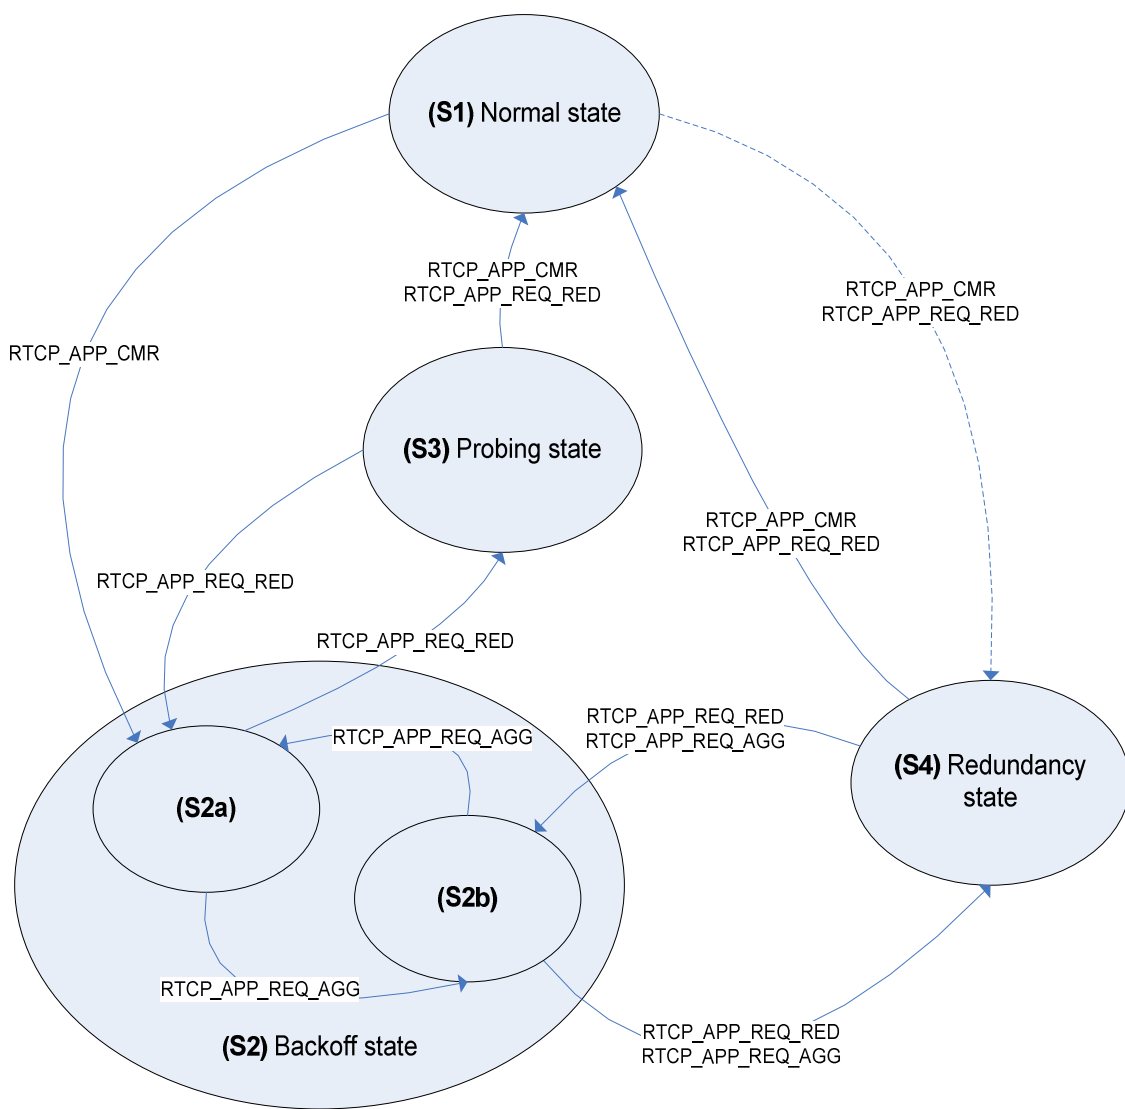 (S1) Normal state
RTCP_APP_CMR
RTCP_APP_REQ_RED
RTCP_APP_CMR
RTCP_APP_REQ_RED
RTCP_APP_CMR
(S3) Probing state
RTCP_APP_CMR
RTCP_APP_REQ_RED
RTCP_APP_REQ_RED
RTCP_APP_REQ_RED
RTCP_APP_REQ_RED
RTCP_APP_REQ_AGG
RTCP_APP_REQ_AGG
(S4) Redundancy
state
(S2a)
(S2b)
RTCP_APP_REQ_AGG
RTCP_APP_REQ_RED
RTCP_APP_REQ_AGG
(S2) Backoff state